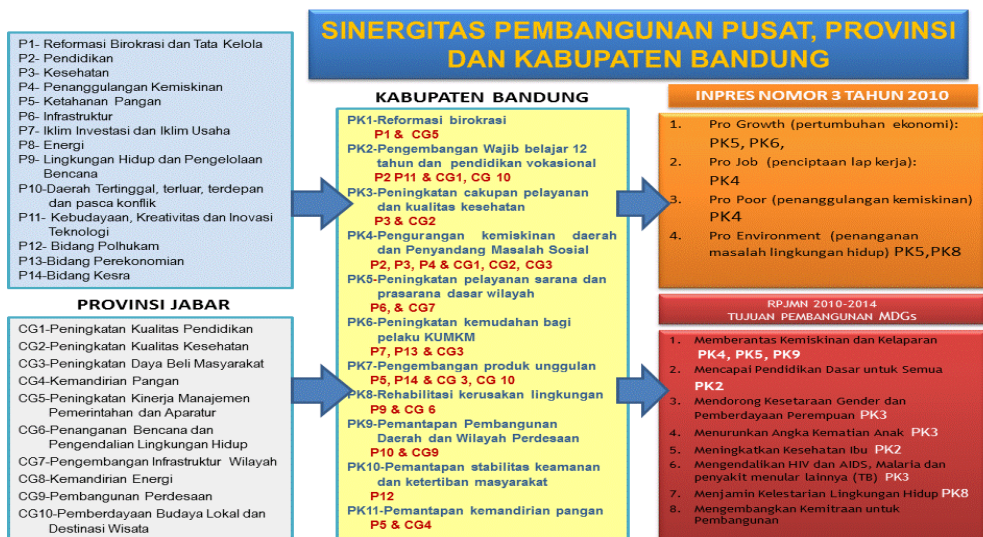 SINERGITAS PEMBANGUNAN PUSAT, PROVINSI
DAN KABUPATEN BANDUNG
P1- Reformasi Birokrasi dan Tata Kelola
P2- Pendidikan
P3- Kesehatan
P4- Penanggulangan Kemiskinan
P5- Ketahanan Pangan
P6- Infrastruktur
P7- Iklim Investasi dan Iklim Usaha
P8- Energi
P9- Lingkungan Hidup dan Pengelolaan
Bencana
P10-Daerah Tertinggal, terluar, terdepan
dan pasca konflik
P11- Kebudayaan, Kreativitas dan Inovasi
Teknologi
P12- Bidang Polhukam
P13-Bidang Perekonomian
P14-Bidang Kesra
PROVINSI JABAR
CG1-Peningkatan Kualitas Pendidikan
CG2-Peningkatan Kualitas Kesehatan
CG3-Peningkatan Daya Beli Masyarakat
CG4-Kemandirian Pangan
CG5-Peningkatan Kinerja Manajemen
Pemerintahan dan Aparatur
CG6-Penanganan Bencana dan
Pengendalian Lingkungan Hidup
CG7-Pengembangan Infrastruktur Wilayah
CG8-Kemandirian Energi
CG9-Pembangunan Perdesaan
CG10-Pemberdayaan Budaya Lokal dan
Destinasi Wisata
KABUPATEN BANDUNG
PK1-Reformasi birokrasi
P1 & CG5
PK2-Pengembangan Wajib belajar 12
tahun dan pendidikan vokasional
P2 P11 & CG1, CG 10
PK3-Peningkatan cakupan pelayanan
dan kualitas kesehatan
P3 & CG2
PK4-Pengurangan kemiskinan daerah
dan Penyandang Masalah Sosial
P2, P3, P4 & CG1, CG2, CG3
PK5-Peningkatan pelayanan sarana dan
prasarana dasar wilayah
P6, & CG7
PK6-Peningkatan kemudahan bagi
pelaku KUMKM
P7, P13 & CG3
PK7-Pengembangan produk unggulan
P5, P14 & CG 3, CG 10
PK8-Rehabilitasi kerusakan lingkungan
P9 & CG 6
PK9-Pemantapan Pembangunan
Daerah dan Wilayah Perdesaan
P10 & CG9
PK10-Pemantapan stabilitas keamanan
dan ketertiban masyarakat
P12
PK11-Pemantapan kemandirian pangan
P5 & CG4
INPRES NOMOR 3 TAHUN 2010
1. Pro Growth (pertumbuhan ekonomi):
PK5, PK6,
2. Pro Job (penciptaan lap kerja):
PK4
3. Pro Poor (penanggulangan kemiskinan)
PK4
4. Pro Environment (penanganan
masalah lingkungan hidup) PK5,PK8
RPJMN 2010-2014
TUJUAN PEMBANGUNAN MDGs
1. Memberantas Kemiskinan dan Kelaparan
PK4, PK5, PK9
2. Mencapai Pendidikan Dasar untuk Semua
PK2
3. Mendorong Kesetaraan Gender dan
Pemberdayaan Perempuan PK3
4. Menurunkan Angka Kematian Anak PK3
5. Meningkatkan Kesehatan Ibu PK2
6. Mengendalikan HIV dan AIDS, Malaria dan
penyakit menular lainnya (TB) PK3
7. Menjamin Kelestarian Lingkungan Hidup PK8
8. Mengembangkan Kemitraan untuk
Pembangunan